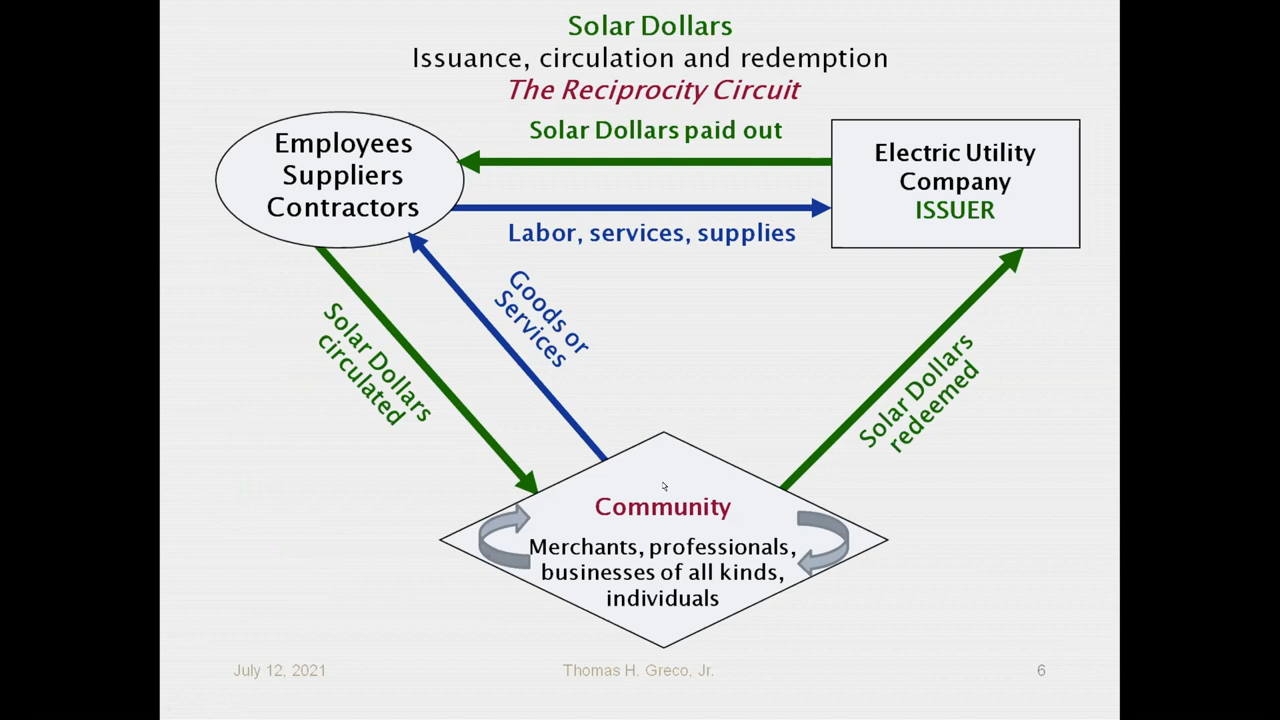 Solar Dollars
Issuance, circulation and redemption
The Reciprocity Circuit
Solar Dollars paid out
Employees
Suppliers
Contractors
Electric Utility
Company
ISSUER
Labor, services, supplies
Goods or
Services
Solar Dollars
circulated
Solar Dollars
redeemed
Community
Merchants, professionals,
businesses of all kinds,
individuals
July 12, 2021
Thomas H. Greco, Jr.
6